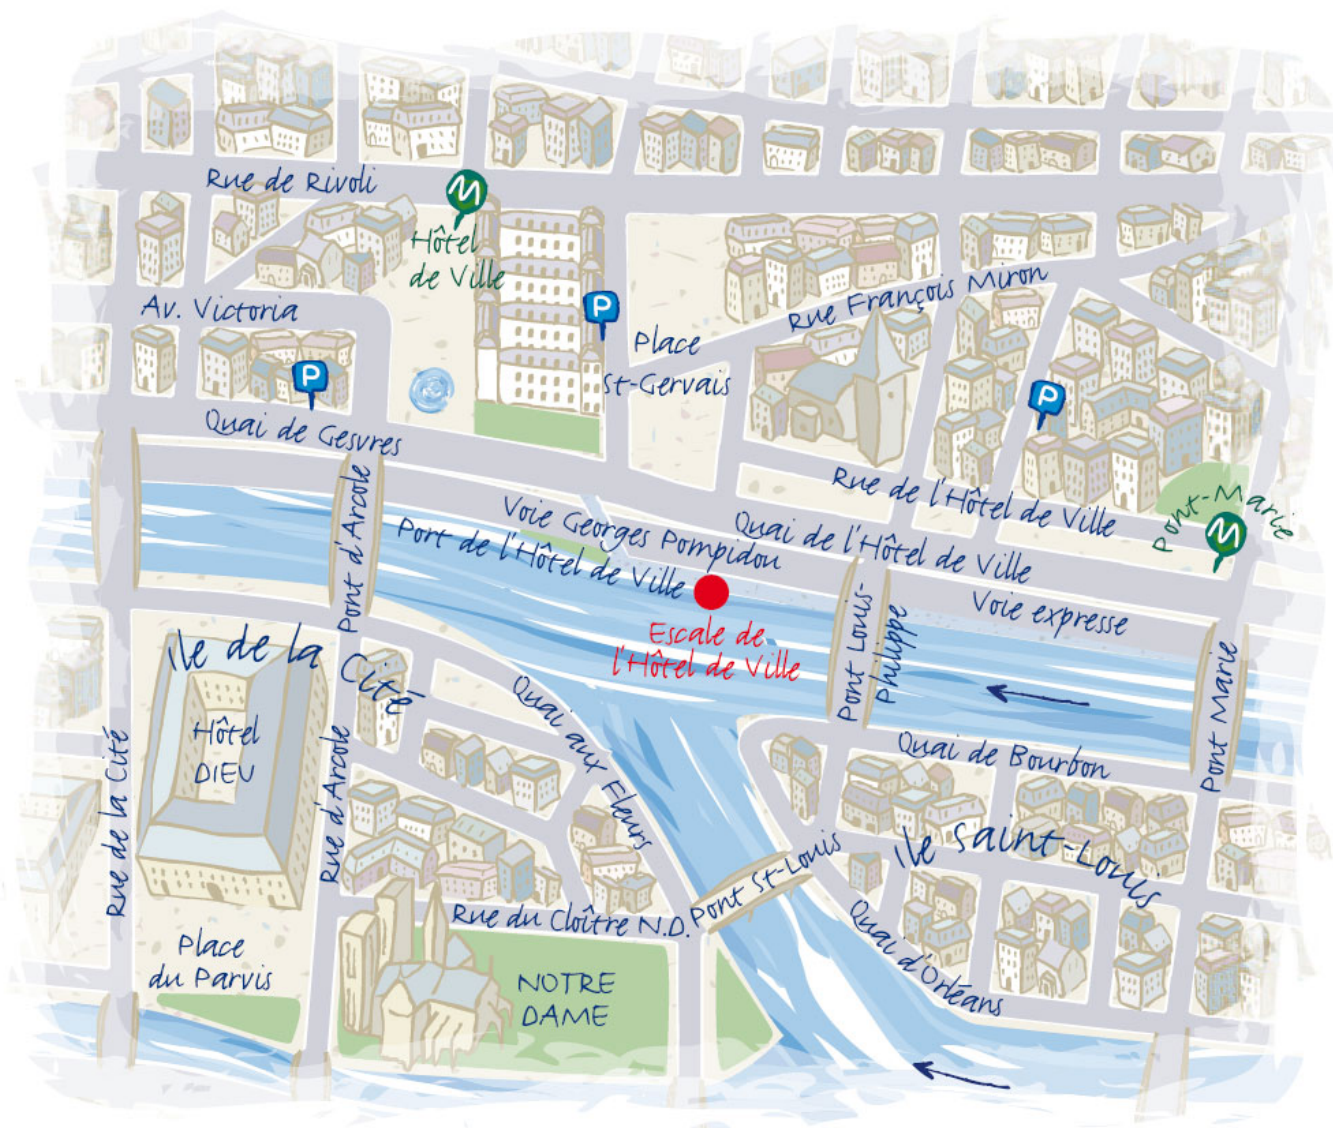 Rue de Rivoli
M
Hôtel
de Ville
Av. Victoria
P
Place
St-Gervais
Rue François Miron
P
P
Quai de Gesvres
Rue de l'Hôtel de Ville
Pont-Marie
M
Pont d'Arcole
Voie Georges Pompidou
Port de l'Hôtel de Ville
Quai de l'Hôtel de Ville
Voie expresse
Escale de
l'Hôtel de Ville
Pont Louis-
Philippe
Pont Marie
Ile de la Cité
Hôtel
DIEU
Rue de la Cité
Rue d'Arcole
Quai aux Fleurs
Quai de Bourbon
Ile Saint-Louis
Pont St-Louis
Rue du Cloître N.D.
Quai d'Orléans
Place
du Parvis
NOTRE
DAME